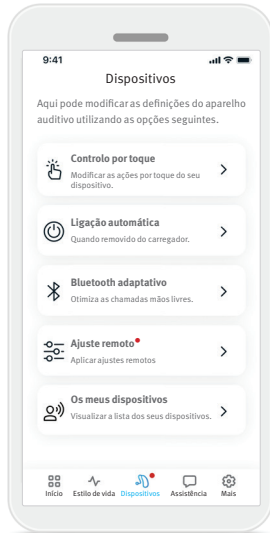 9:41
Dispositivos
Aqui pode modificar as definições do aparelho
auditivo utilizando as opções seguintes.
Controlo por toque
Modificar as ações por toque do seu
dispositivo.
Ligação automática
Quando removido do carregador.
Bluetooth adaptativo
Otimiza as chamadas mãos livres.
Ajuste remoto
Aplicar ajustes remotos
Os meus dispositivos
Visualizar a lista dos seus dispositivos.
Início Estilo de vida Dispositivos Assistência Mais